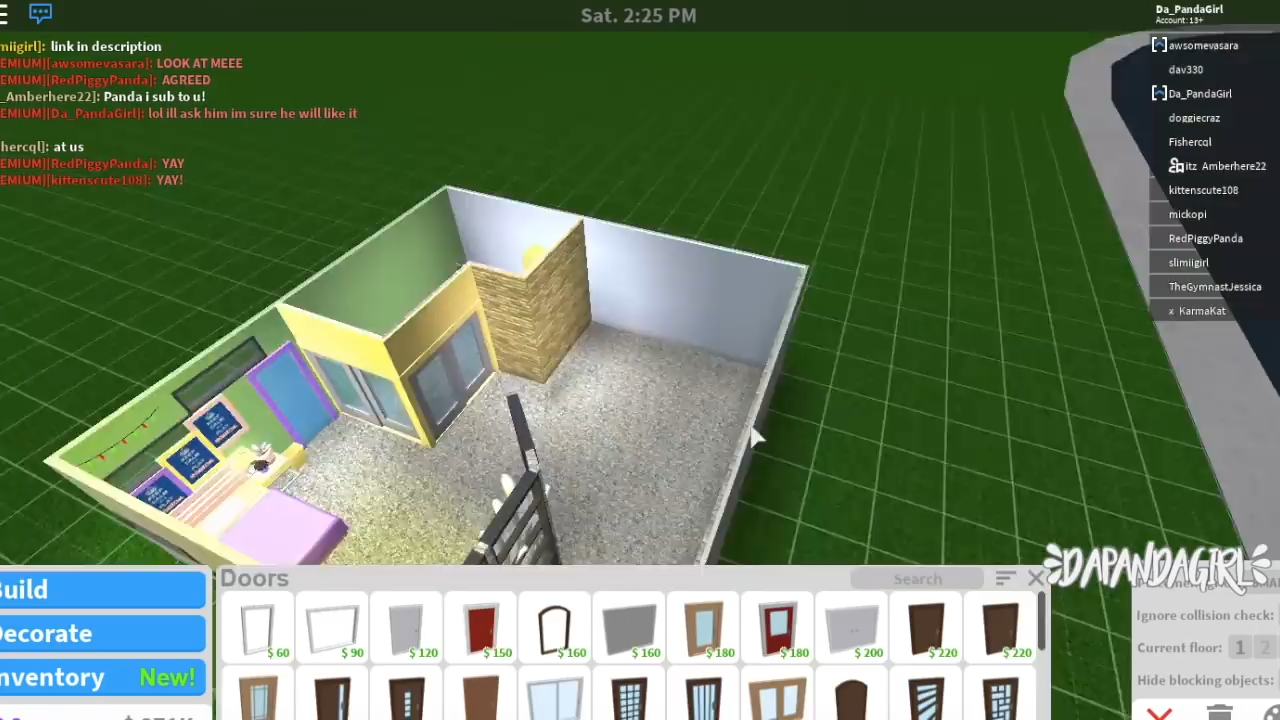 Sat. 2:25 PM
Da_PandaGirl
Account: 13+
miigirl]: link in description
EMIUM][awsomevasara]: LOOK AT MEEE
EMIUM][RedPiggyPanda]: AGREED
_Amberhere22]: Panda i sub to u!
EMIUM][Da_PandaGirl]: lol ill ask him im sure he will like it
hercql]: at us
EMIUM][RedPiggyPanda]: YAY
EMIUM][kittenscute108]: YAY!
awsomevasara
dav330
Da_PandaGirl
doggiecraz
Fishercql
itz_Amberhere22
kittenscute108
mickopi
RedPiggyPanda
slimiigirl
TheGymnastJessica
x_KarmaKat
DAPANDAGIRL
Build
Decorate
Inventory New!
Doors
Search
$ 60 $ 90 $ 120 $ 150 $ 160 $ 160 $ 180 $ 180 $ 200 $ 220 $ 220
Ignore collision check:
Current floor: 1 2
Hide blocking objects: